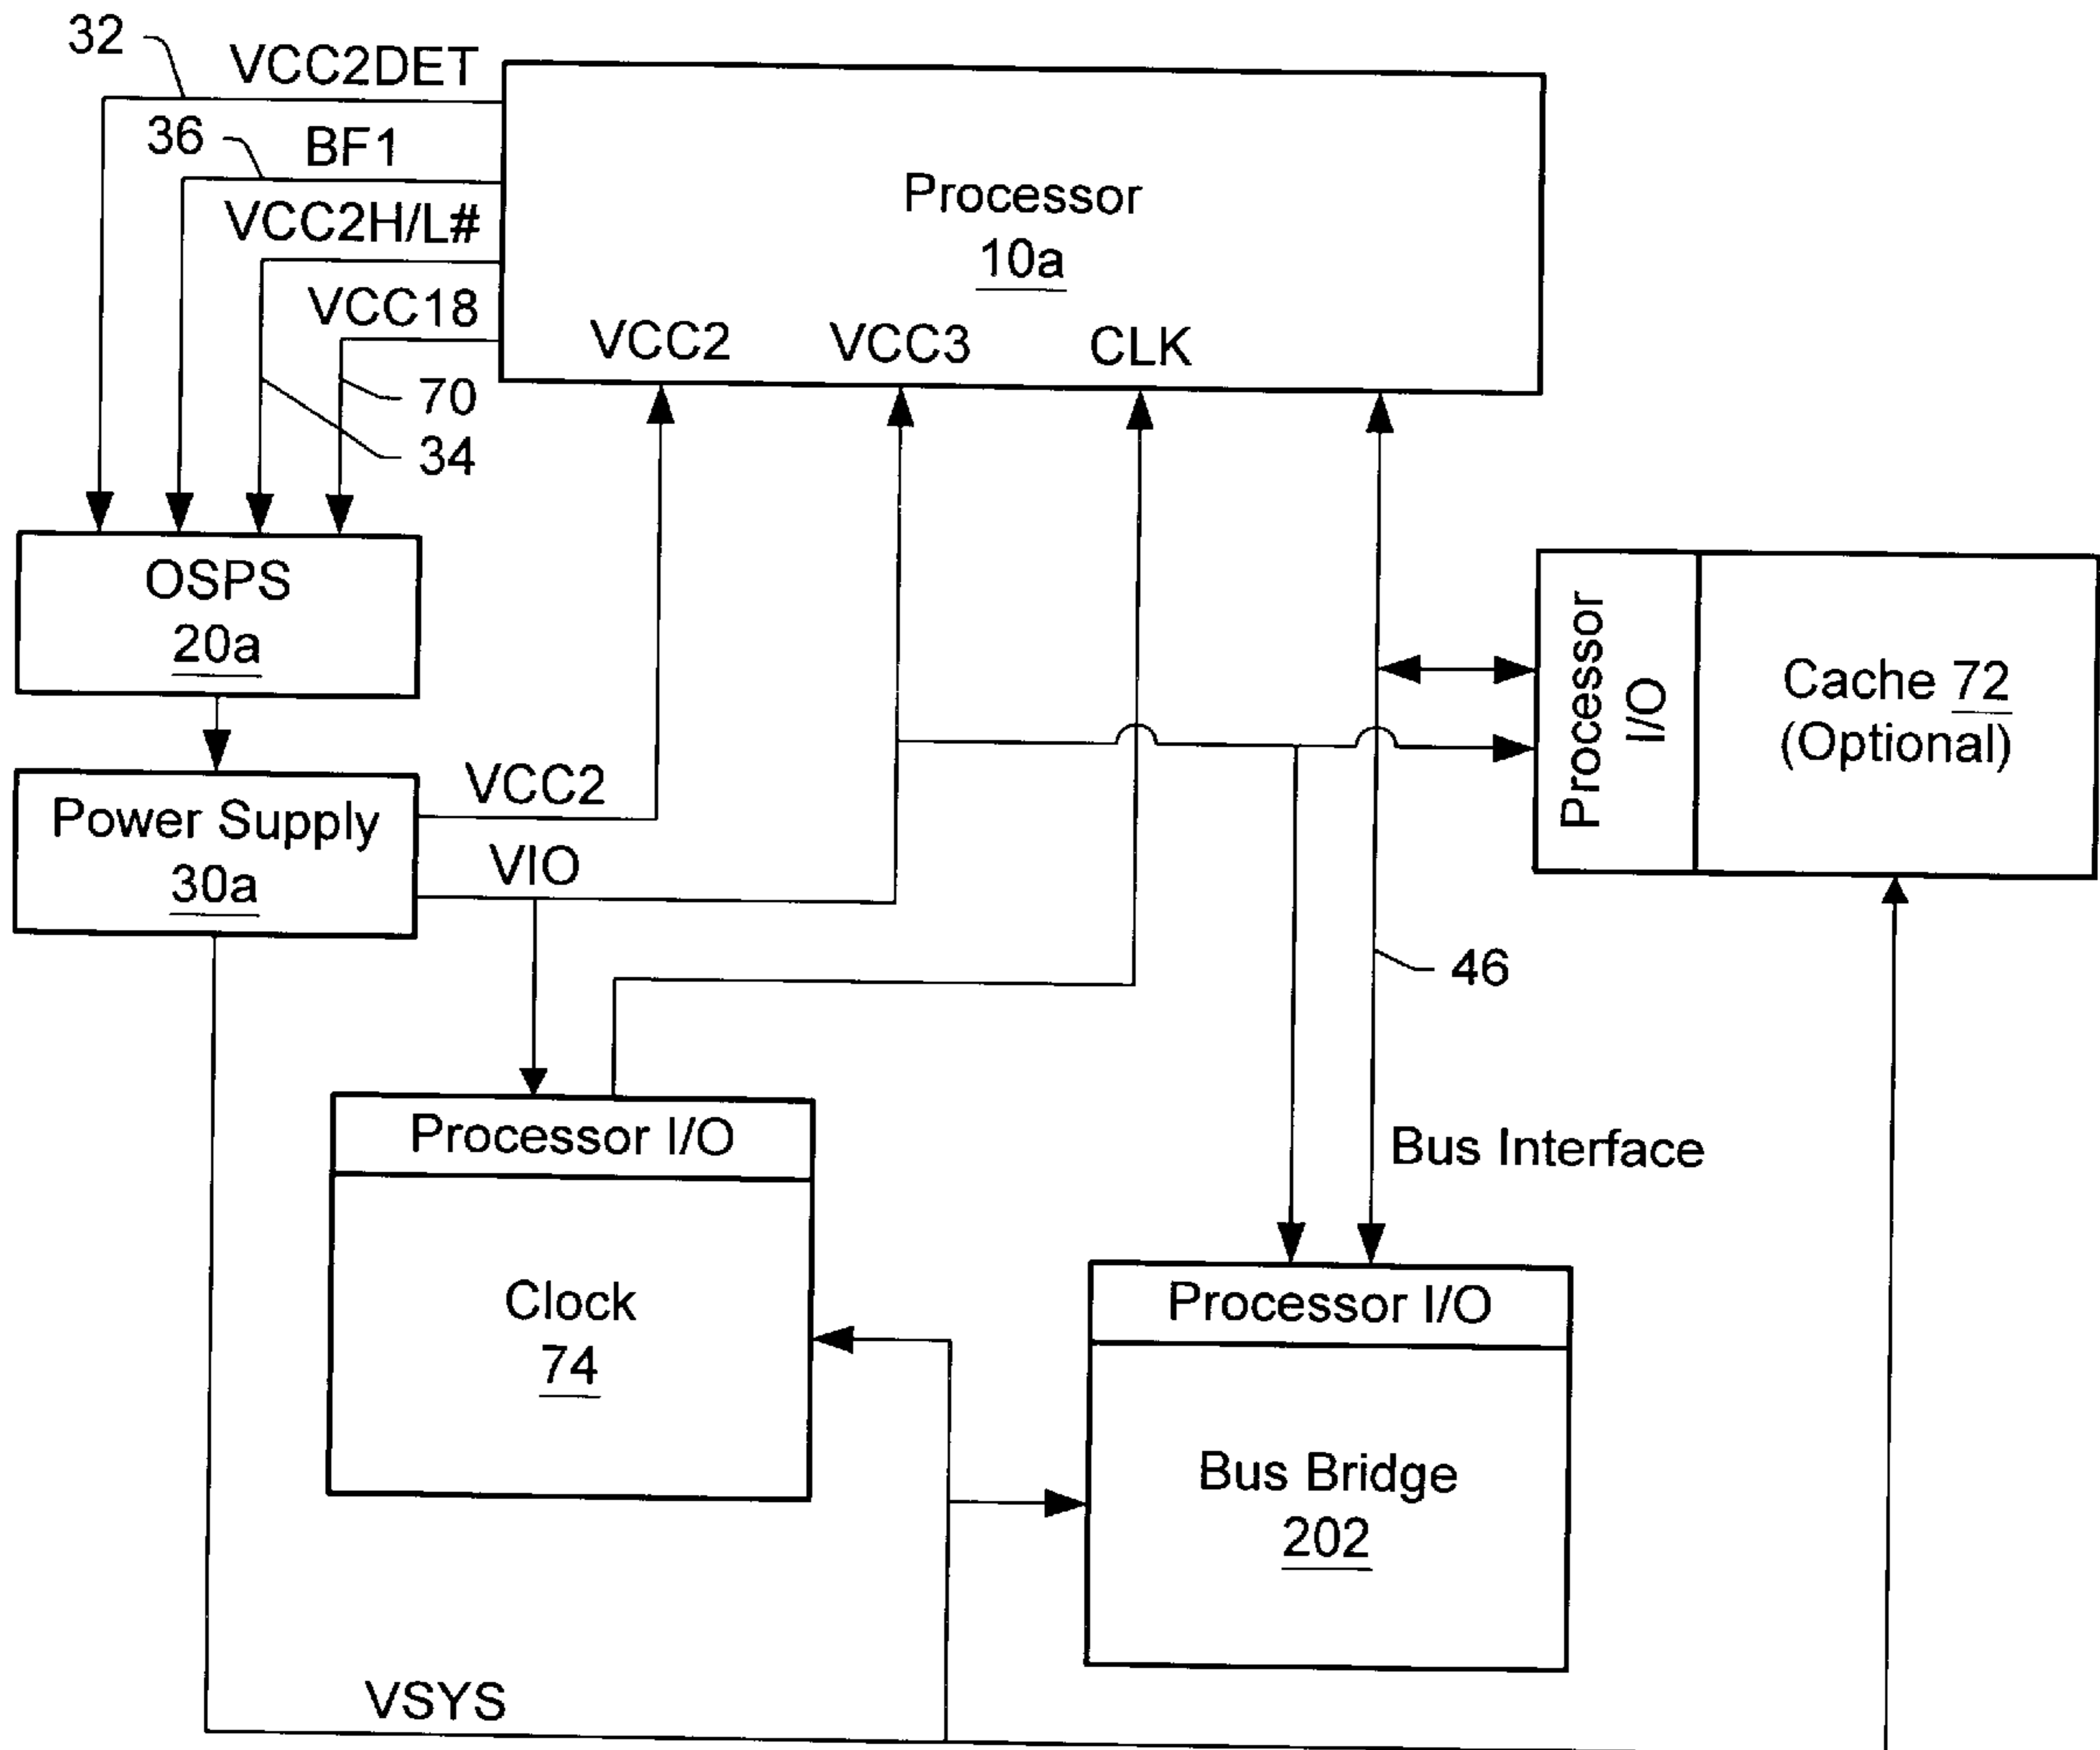 32
VCC2DET
36
BF1
VCC2H/L#
VCC18
70
34
Processor
10a
VCC2
VCC3
CLK
OSPS
20a
Processor
I/O
Cache 72
(Optional)
Power Supply
30a
VCC2
VIO
46
Processor I/O
Clock
74
Bus Interface
Processor I/O
Bus Bridge
202
VSYS